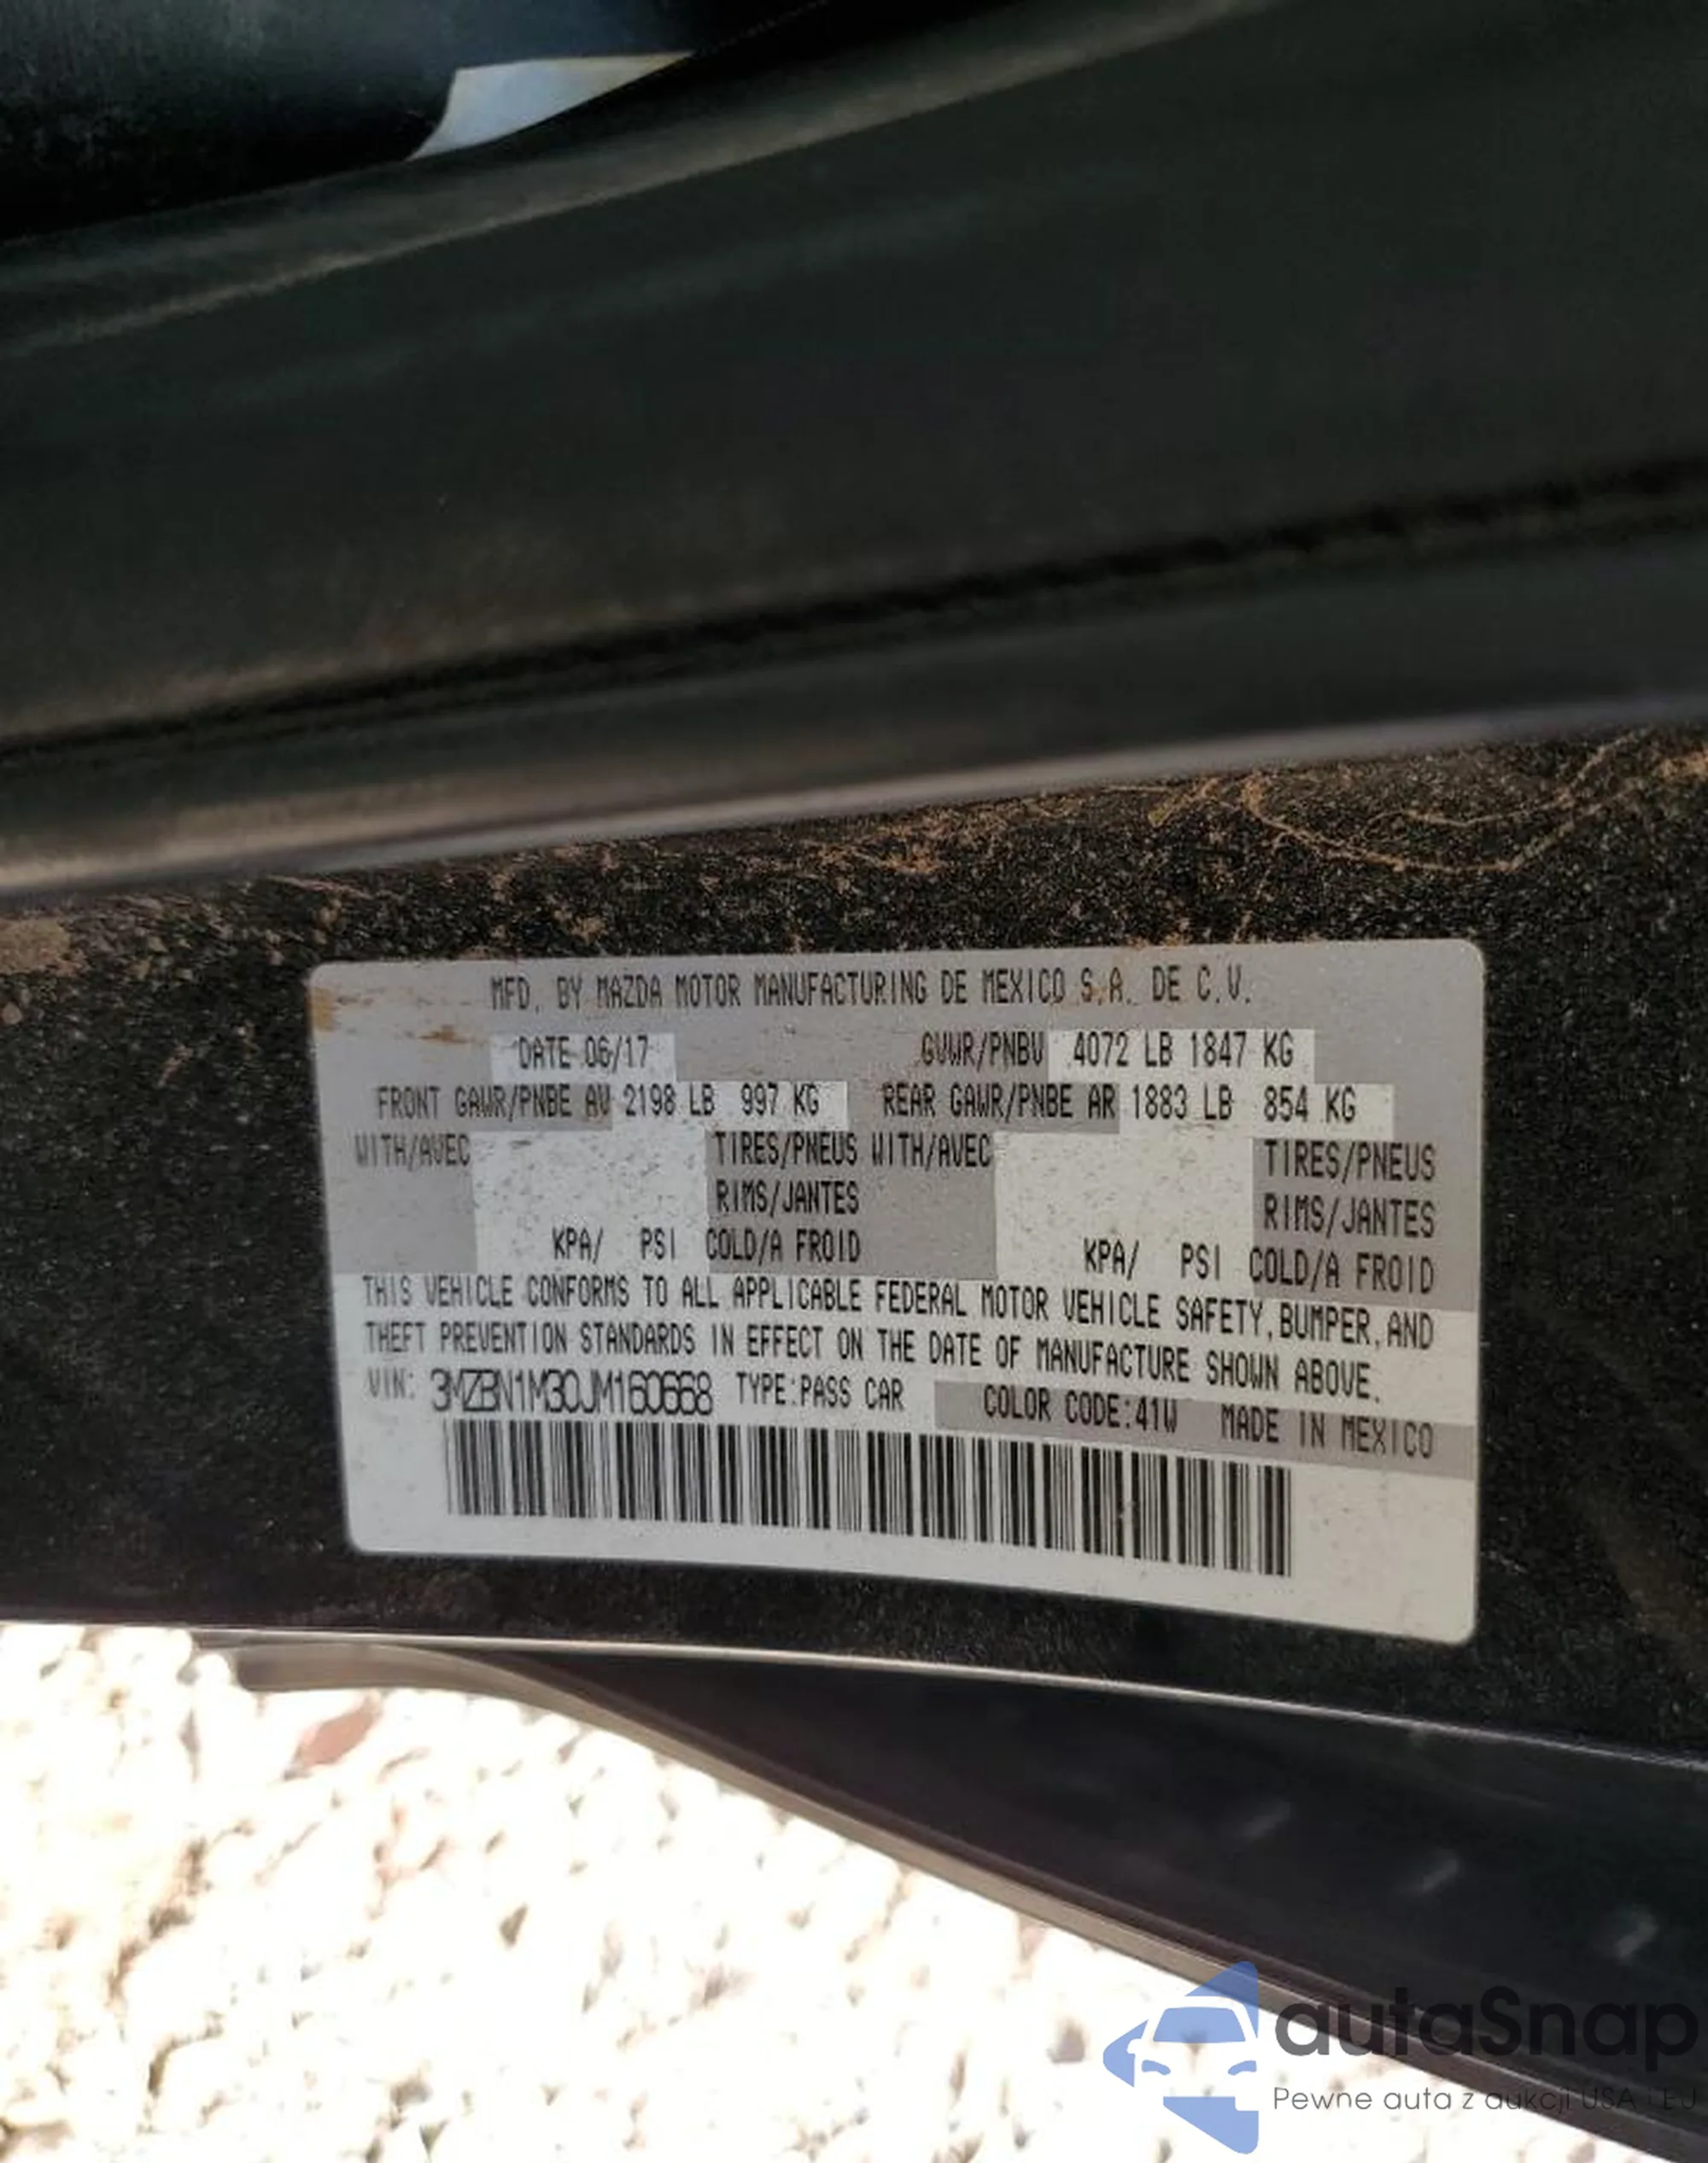 MFD. BY MAZDA MOTOR MANUFACTURING DE MEXICO S.A. DE C.V.
DATE 06/17 GVWR/PNBV 4072 LB 1847 KG
FRONT GAWR/PNBE AV 2198 LB 997 KG REAR GAWR/PNBE AR 1883 LB 854 KG
WITH/AVEC TIRES/PNEUS WITH/AVEC TIRES/PNEUS
RIMS/JANTES RIMS/JANTES
KPA/ PSI COLD/A FROID KPA/ PSI COLD/A FROID
THIS VEHICLE CONFORMS TO ALL APPLICABLE FEDERAL MOTOR VEHICLE SAFETY, BUMPER, AND
THEFT PREVENTION STANDARDS IN EFFECT ON THE DATE OF MANUFACTURE SHOWN ABOVE.
VIN: 3MZBN1M30JM160668 TYPE:PASS CAR COLOR CODE:41W MADE IN MEXICO
autaSnap
Pewne auta z aukcji USA i EU